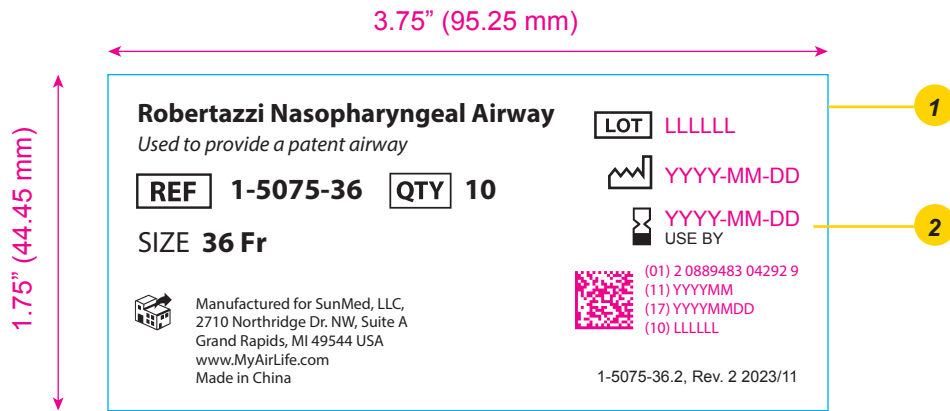 3.75” (95.25 mm)
1.75” (44.45 mm)
Robertazzi Nasopharyngeal Airway
Used to provide a patent airway
REF 1-5075-36 QTY 10
SIZE 36 Fr
Manufactured for SunMed, LLC,
2710 Northridge Dr. NW, Suite A
Grand Rapids, MI 49544 USA
www.MyAirLife.com
Made in China
LOT LLLLLL
YYYY-MM-DD
YYYY-MM-DD
USE BY
(01) 2 0889483 04292 9
(11) YYYYMM
(17) YYYYMMDD
(10) LLLLLL
1-5075-36.2, Rev. 2 2023/11
1
2